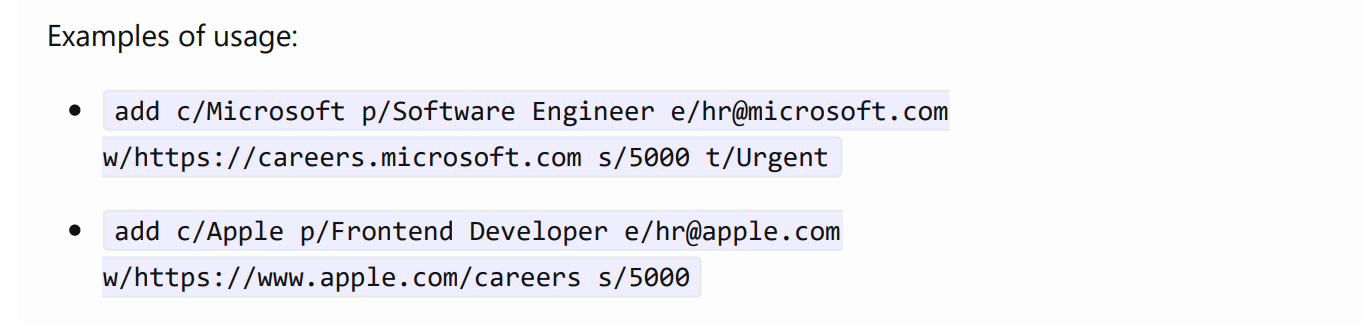 Examples of usage:
add c/Microsoft p/Software Engineer e/hr@microsoft.com
w/https://careers.microsoft.com s/5000 t/Urgent
add c/Apple p/Frontend Developer e/hr@apple.com
w/https://www.apple.com/careers s/5000